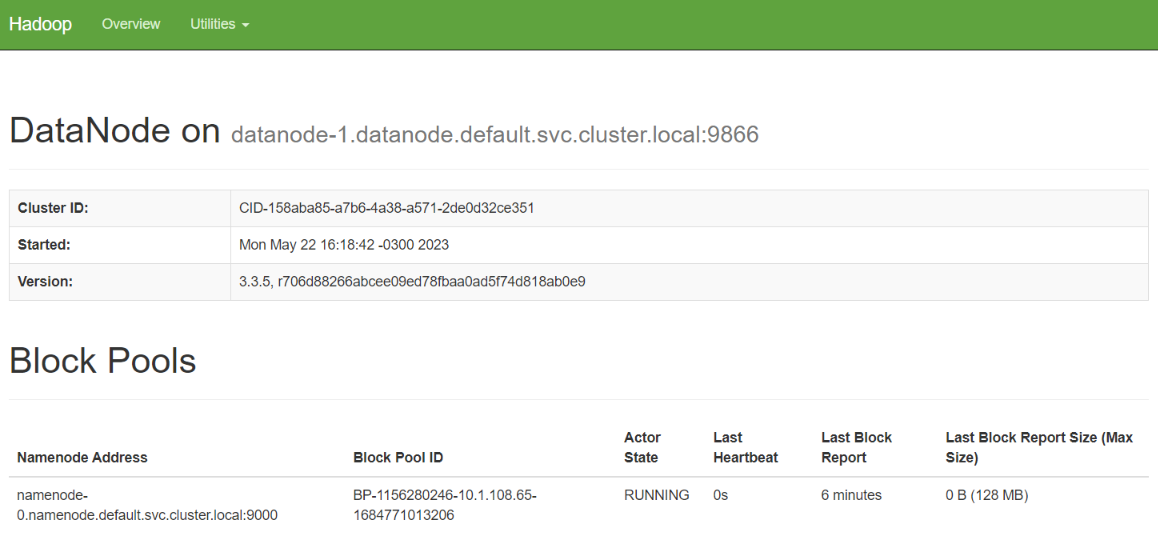 Hadoop Overview Utilities
DataNode on datanode-1.datanode.default.svc.cluster.local:9866
Cluster ID: CID-158aba85-a7b6-4a38-a571-2de0d32ce351
Started: Mon May 22 16:18:42 -0300 2023
Version: 3.3.5, r706d88266abcee09ed78fbaa0ad5f74d818ab0e9
Block Pools
Actor Last Last Block Last Block Report Size (Max
Namenode Address Block Pool ID State Heartbeat Report Size)
namenode- BP-1156280246-10.1.108.65- RUNNING 0s 6 minutes 0 B (128 MB)
0.namenode.default.svc.cluster.local:9000 1684771013206